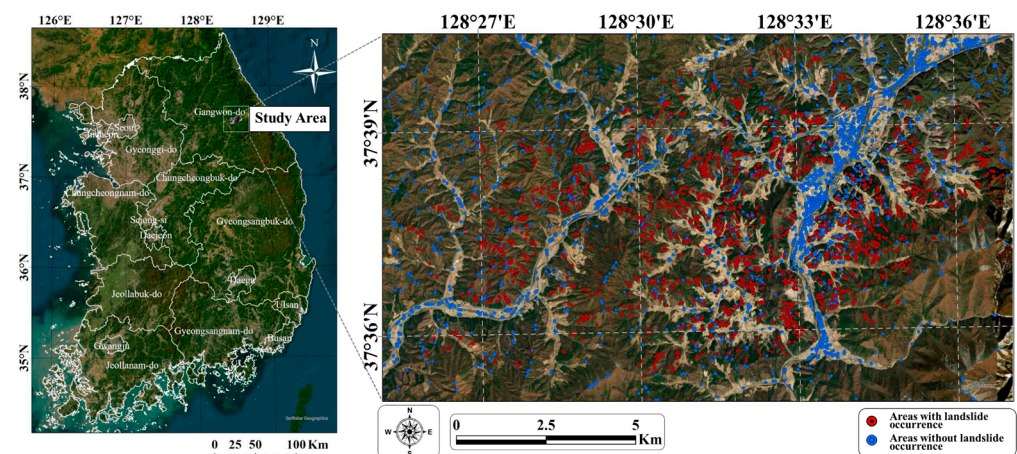 126°E 127°E 128°E 129°E
128°27'E 128°30'E 128°33'E 128°36'E
38°N
37°N
36°N
35°N
N
Gangwon-do
Study Area
Seoul
Incheon
Gyeonggi-do
Chungcheongbuk-do
Chungcheongnam-do
Sejong-si
Daejeon
Gyeongsangbuk-do
Daegu
Jeollabuk-do
Ulsan
Gyeongsangnam-do
Busan
Gwangju
Jeollanam-do
0 25 50 100 Km
37°39'N
37°36'N
N
W E
S
0 2.5 5
Km
Areas with landslide
occurrence
Areas without landslide
occurrence